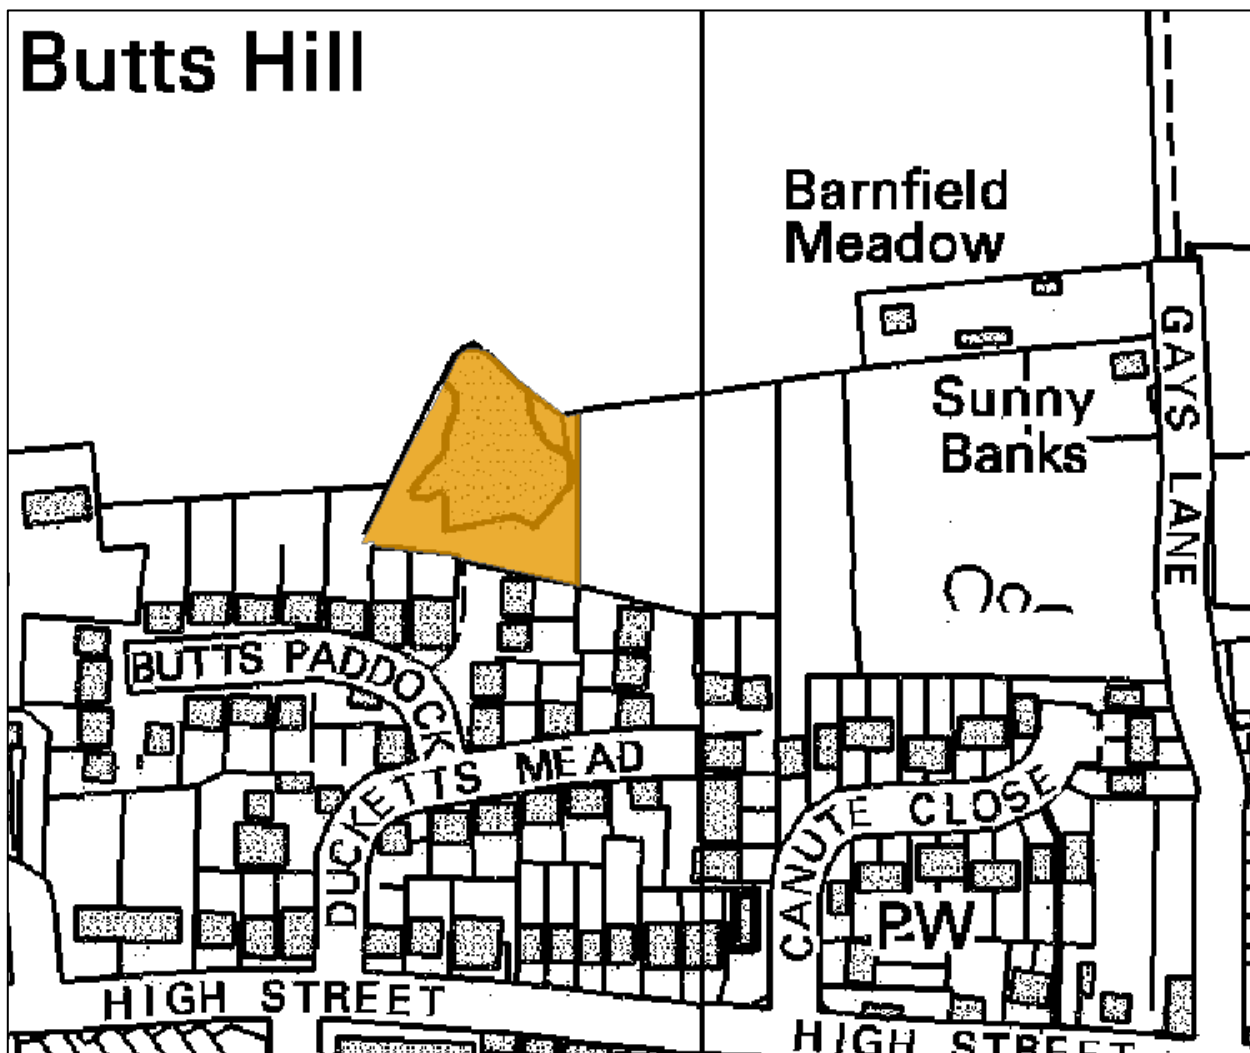 Butts Hill
Barnfield
Meadow
GAYS LANE
Sunny
Banks
BUTTS PADDOCK
DUCKETTS MEAD
CANUTE CLOSE
PW
HIGH STREET
HIGH STREET